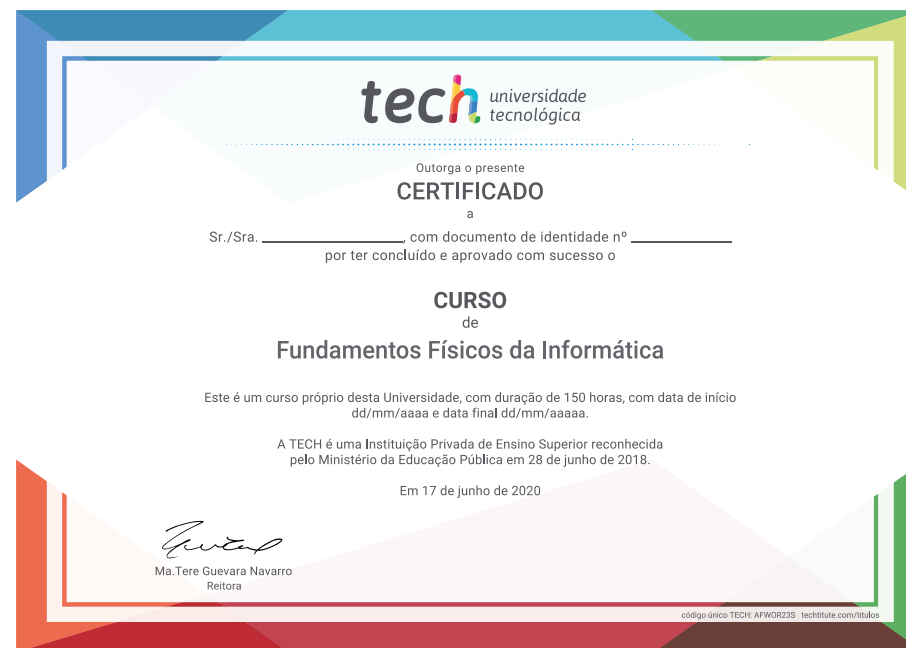 tech universidade
tecnológica
Outorga o presente
CERTIFICADO
a
Sr./Sra. ____________, com documento de identidade nº ____________
por ter concluído e aprovado com sucesso o
CURSO
de
Fundamentos Físicos da Informática
Este é um curso próprio desta Universidade, com duração de 150 horas, com data de início
dd/mm/aaaa e data final dd/mm/aaaaa.
A TECH é uma Instituição Privada de Ensino Superior reconhecida
pelo Ministério da Educação Pública em 28 de junho de 2018.
Em 17 de junho de 2020
Ma.Tere Guevara Navarro
Reitora
código único TECH: AFWOR23S techtitute.com/titulos